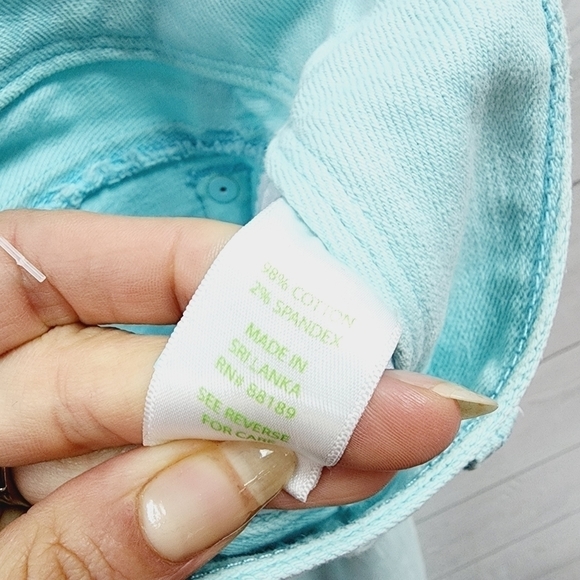 98% COTTON
2% SPANDEX
MADE IN
SRI LANKA
RN# 88189
SEE REVERSE
FOR CARE